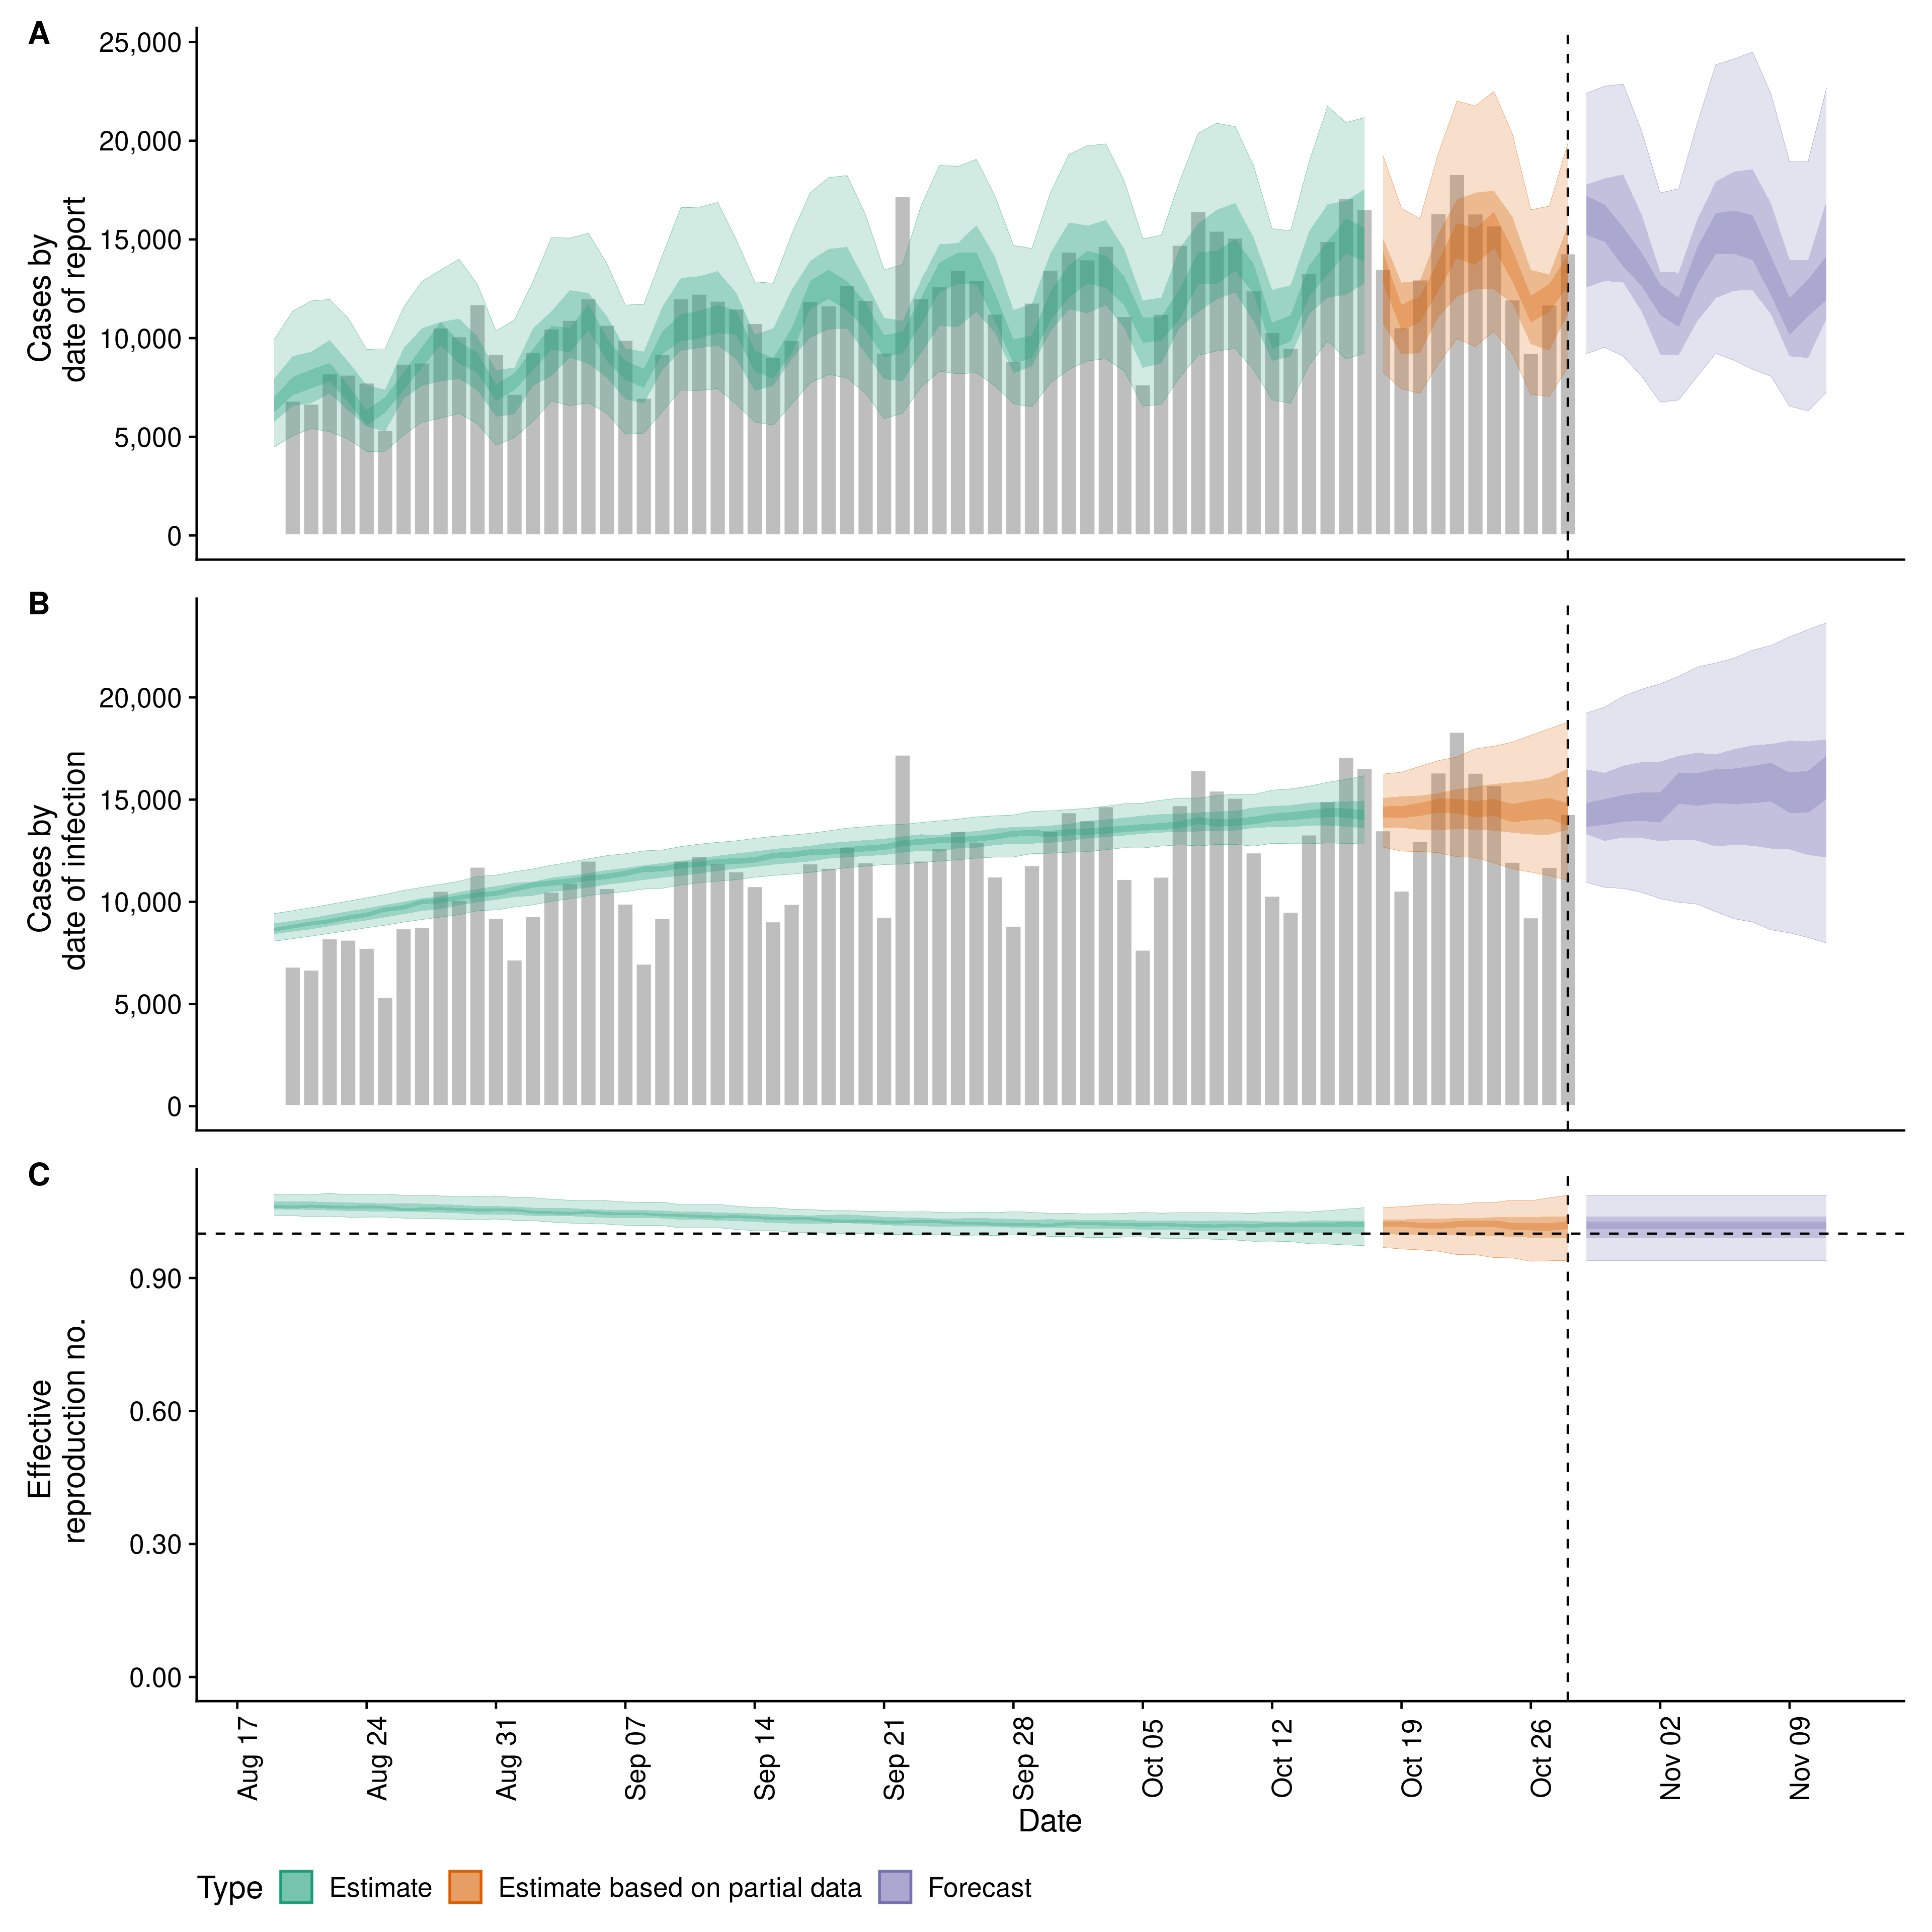 A
25,000
20,000
15,000
10,000
5,000
0
Cases by
date of report
B
20,000
15,000
10,000
5,000
0
Cases by
date of infection
C
0.90
0.60
0.30
0.00
Effective
reproduction no.
Aug 17
Aug 24
Aug 31
Sep 07
Sep 14
Sep 21
Sep 28
Oct 05
Oct 12
Oct 19
Oct 26
Nov 02
Nov 09
Date
Type Estimate Estimate based on partial data Forecast